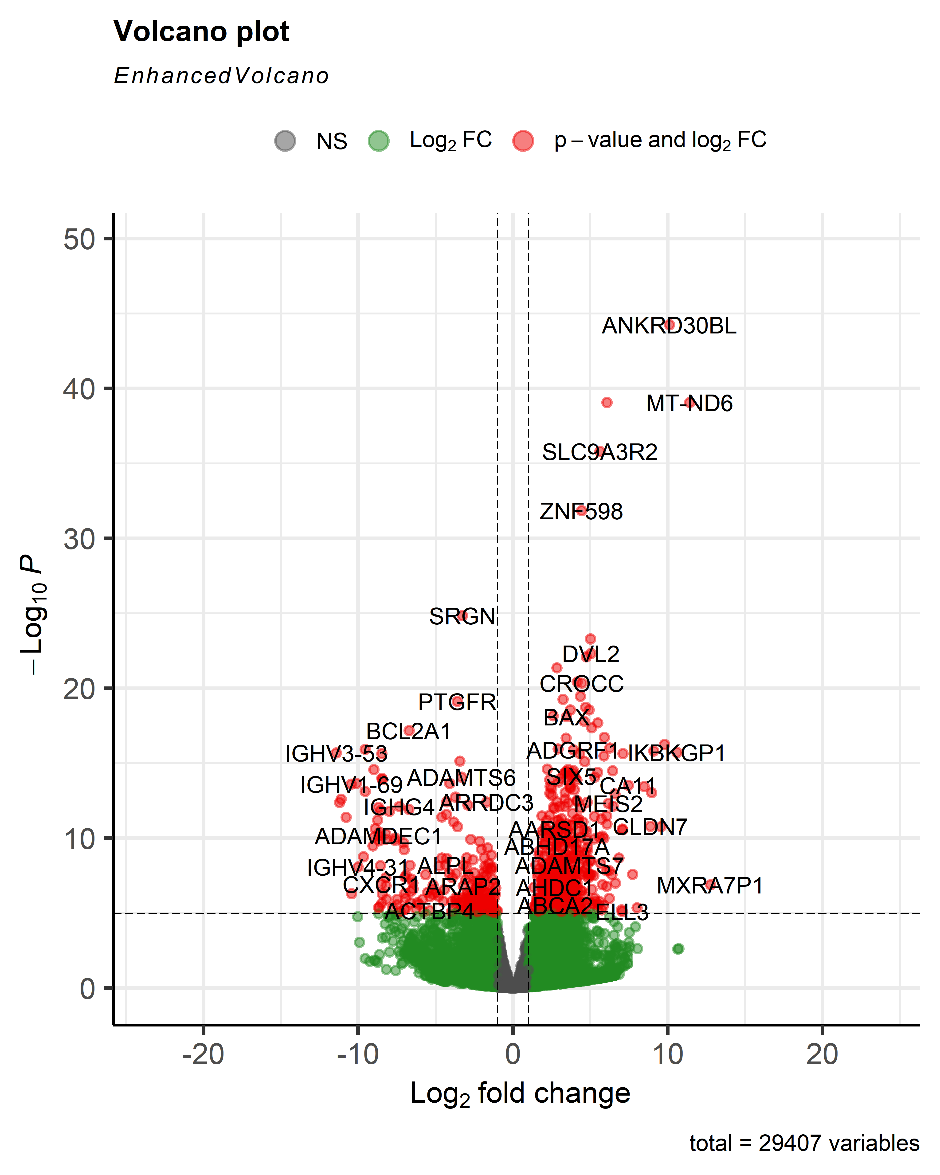 Volcano plot
EnhancedVolcano
NS Log₂ FC p – value and log₂ FC
50
ANKRD30BL
40
MT-ND6
SLC9A3R2
ZNF598
30
– Log₁₀ P
SRGN
DVL2
CROCC
20
PTGFR
BAX
BCL2A1
IGHV3-53
ADGRF1
IKBKGP1
ADAMTS6
SIX5
IGHV1-69
CA11
ARRDC3
IGHG4
MEIS2
AARSD1
CLDN7
10
ADAMDEC1
ABHD17A
IGHV4-31
ALPL
ADAMTS7
CXCR1
ARAP2
AHDC1
MXRA7P1
ACTBP4
ABCA2
ELL3
0
-20 -10 0 10 20
Log₂ fold change
total = 29407 variables